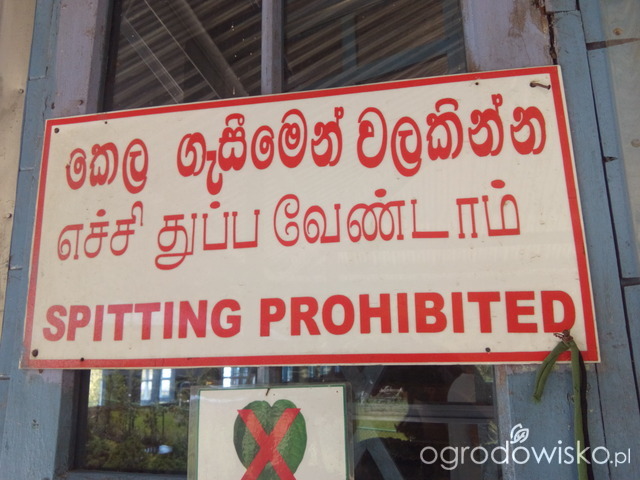 කෙල ගැසීමෙන් වලකින්න
எச்சி துப்ப வேண்டாம்
SPITTING PROHIBITED
ogrodowisko.pl